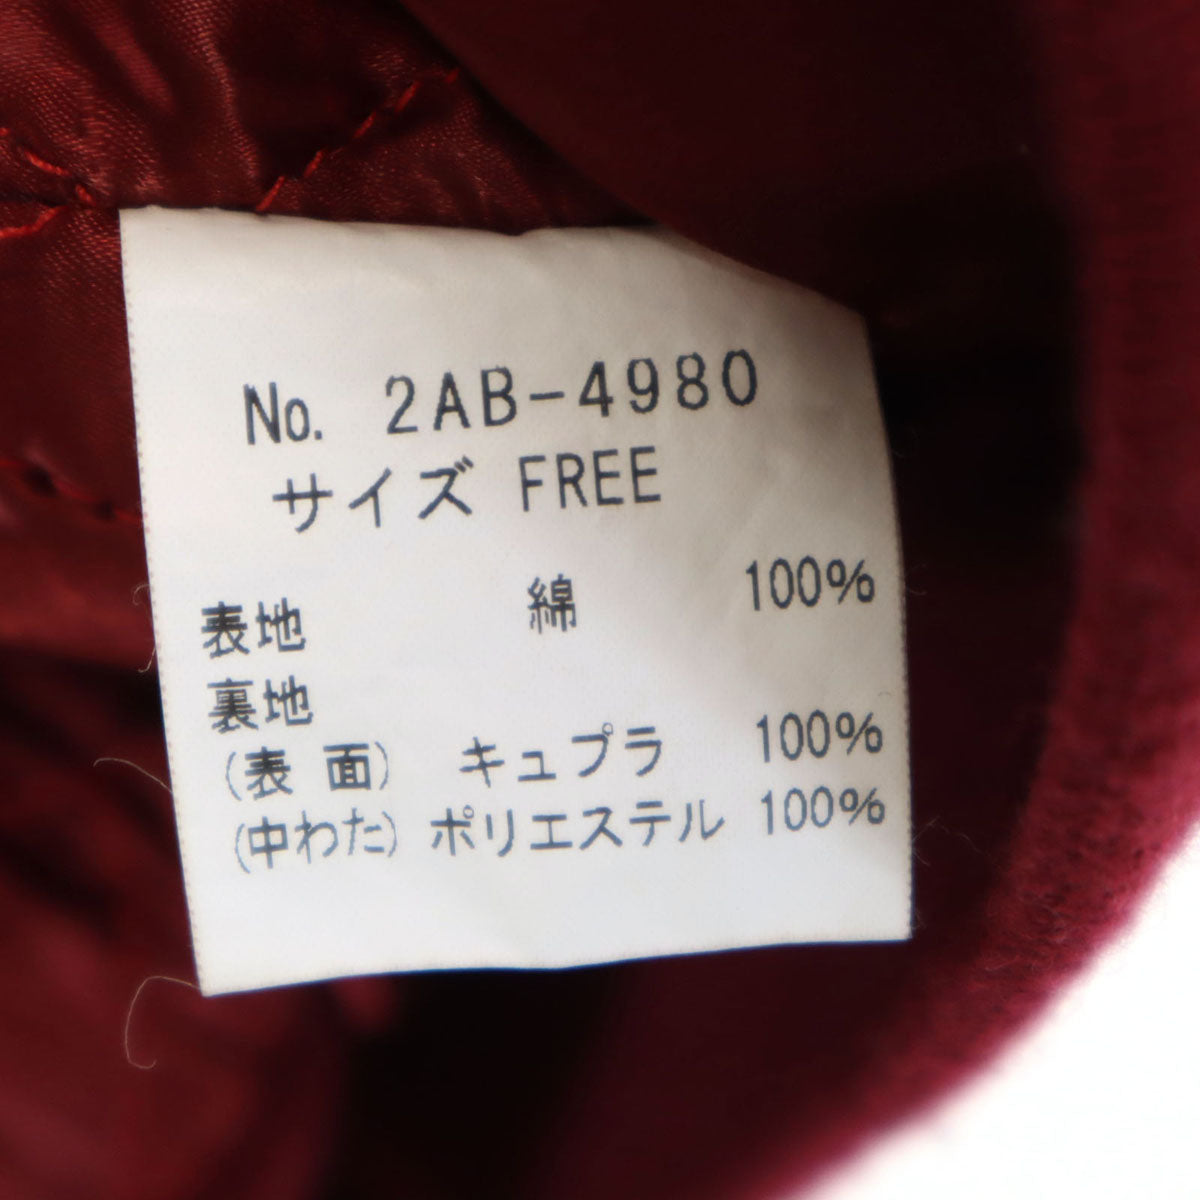 No. 2AB-4980
サイズ FREE
表地 綿 100%
裏地
(表 面) キュプラ 100%
(中わた) ポリエステル 100%